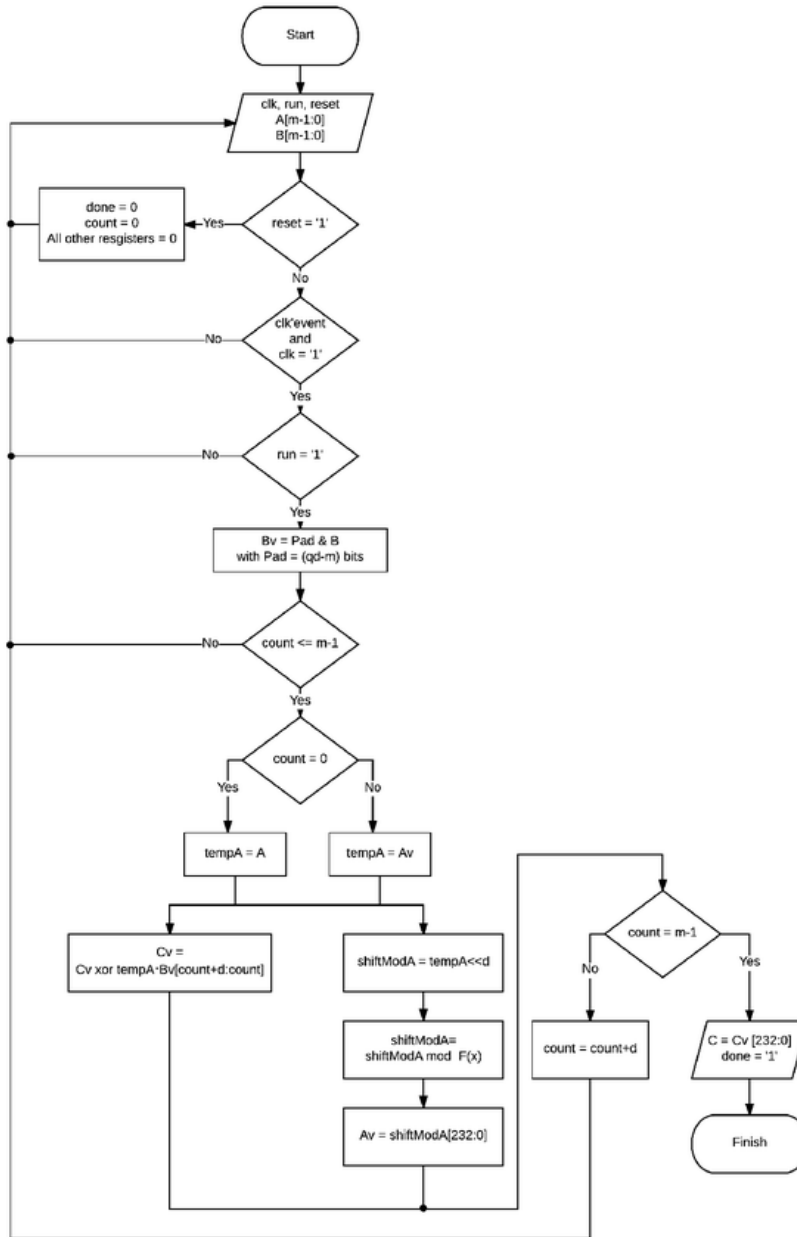 Start
clk, run, reset
A[m-1:0]
B[m-1:0]
done = 0
count = 0
All other resgisters = 0
Yes
reset = '1'
No
clk'event
and
clk = '1'
No
Yes
run = '1'
No
Yes
Bv = Pad & B
with Pad = (qd-m) bits
count <= m-1
No
Yes
count = 0
Yes
No
tempA = A
tempA = Av
Cv =
Cv xor tempA·Bv[count+d:count]
shiftModA = tempA<<d
shiftModA=
shiftModA mod F(x)
Av = shiftModA[232:0]
count = m-1
No
Yes
count = count+d
C = Cv [232:0]
done = '1'
Finish